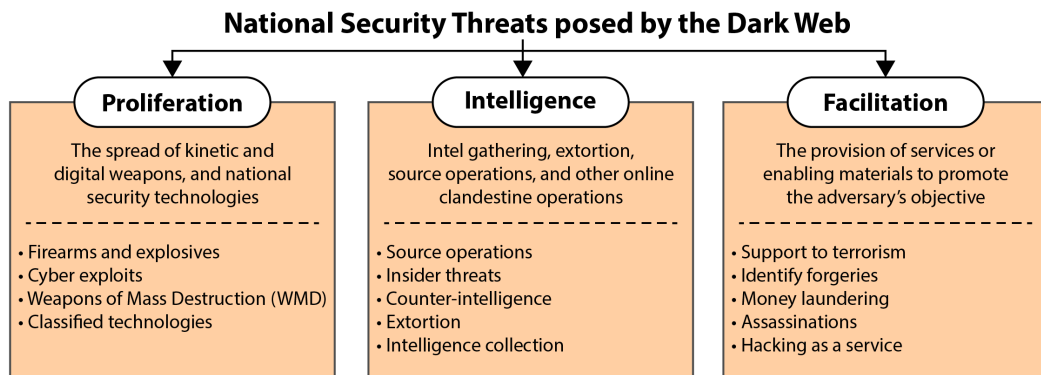 National Security Threats posed by the Dark Web
Proliferation
The spread of kinetic and
digital weapons, and national
security technologies
• Firearms and explosives
• Cyber exploits
• Weapons of Mass Destruction (WMD)
• Classified technologies
Intelligence
Intel gathering, extortion,
source operations, and other online
clandestine operations
• Source operations
• Insider threats
• Counter-intelligence
• Extortion
• Intelligence collection
Facilitation
The provision of services or
enabling materials to promote
the adversary’s objective
• Support to terrorism
• Identify forgeries
• Money laundering
• Assassinations
• Hacking as a service